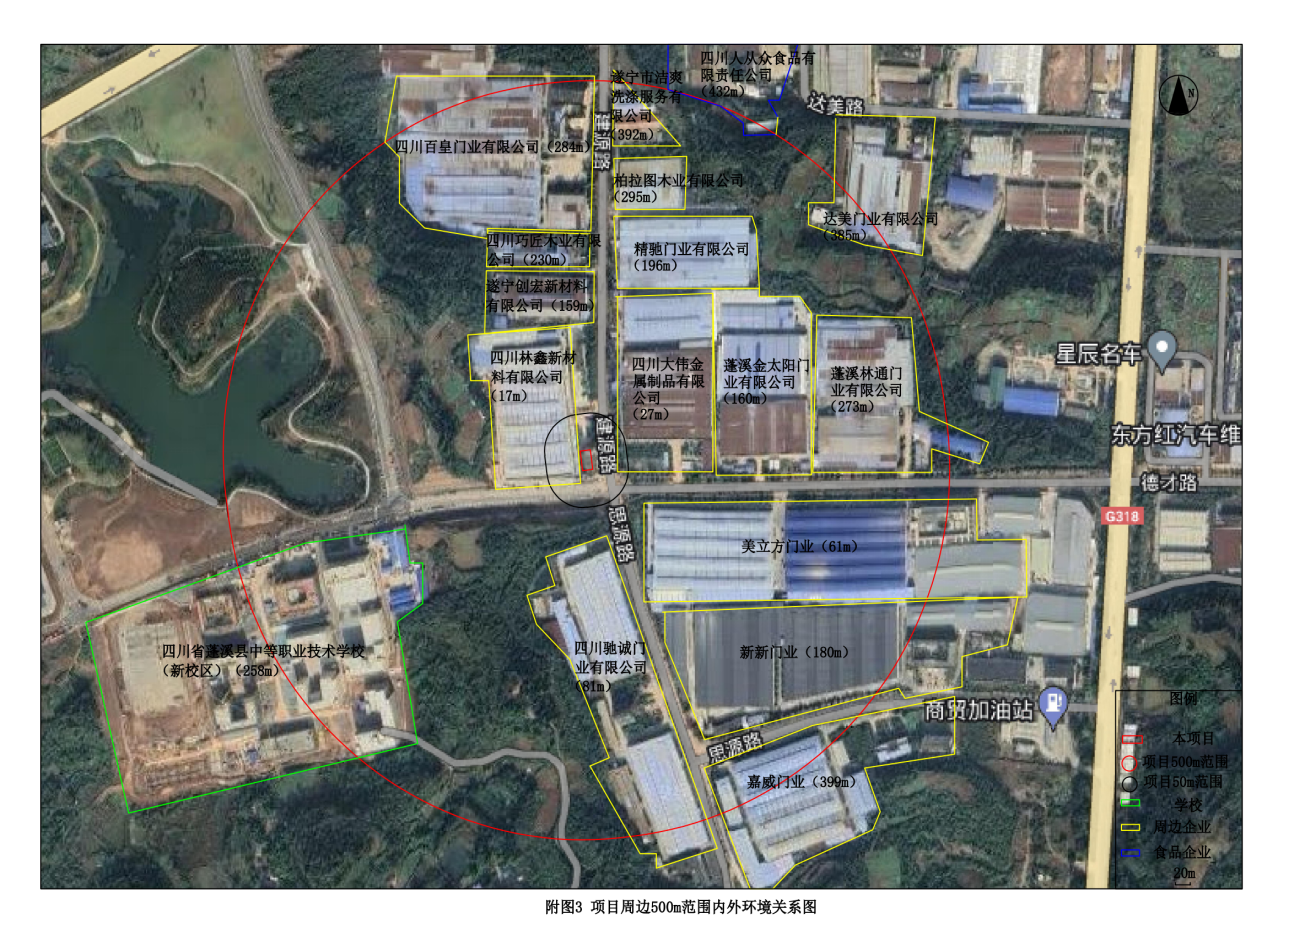 四川人从众食品有
限责任公司
（432m）
遂宁市洁爽
洗涤服务有
限公司
（392m）
达美路
N
建源路
四川百皇门业有限公司（284m）
柏拉图木业有限公司
（295m）
达美门业有限公司
（385m）
四川巧匠木业有限
公司（230m）
精驰门业有限公司
（196m）
遂宁创宏新材料
有限公司（159m）
四川林鑫新材
料有限公司
（17m）
四川大伟金
属制品有限
公司
（27m）
蓬溪金太阳门
业有限公司
（160m）
蓬溪林通门
业有限公司
（273m）
星辰名车
东方红汽车维
建源路
德才路
G318
思源路
美立方门业（61m）
四川省蓬溪县中等职业技术学校
（新校区）（258m）
四川驰诚门
业有限公司
（81m）
新新门业（180m）
商贸加油站
思源路
嘉威门业（399m）
图例
本项目
项目500m范围
项目50m范围
学校
周边企业
食品企业
20m
附图3 项目周边500m范围内外环境关系图